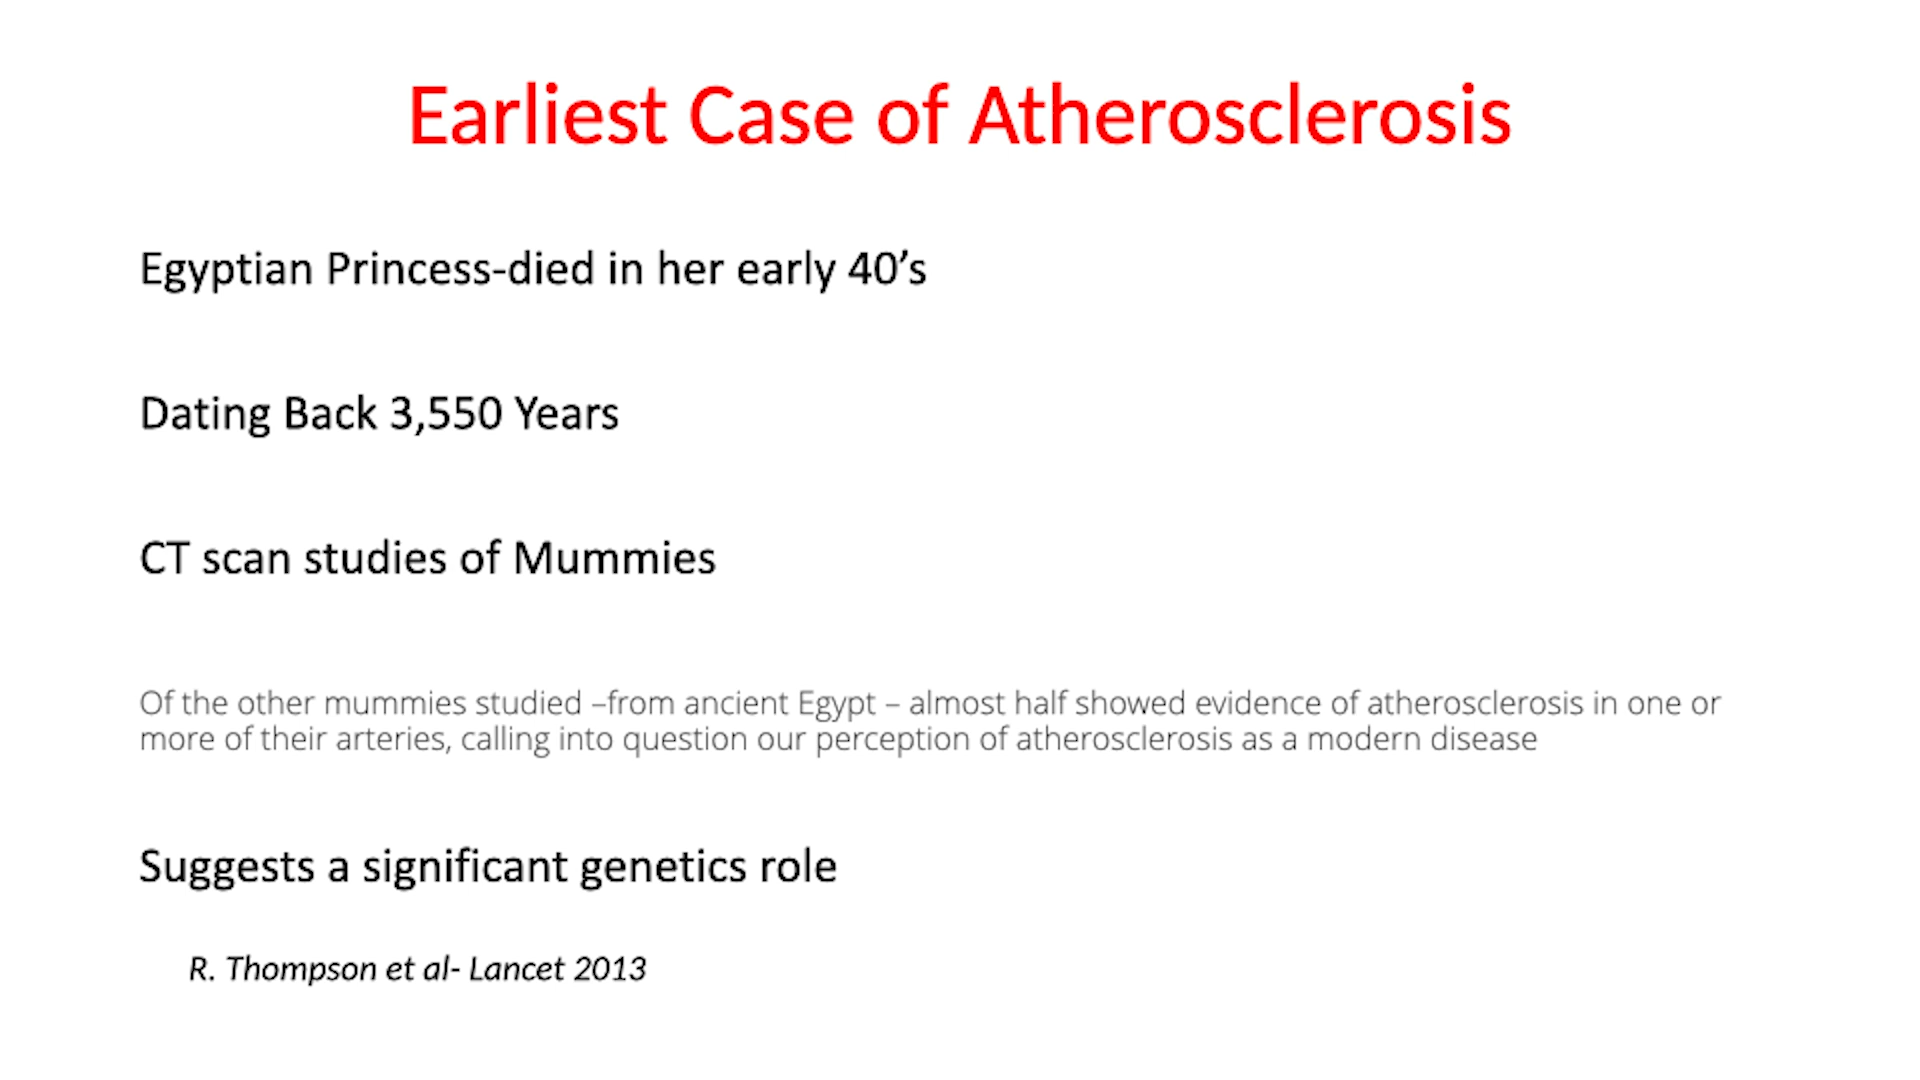 Earliest Case of Atherosclerosis
Egyptian Princess-died in her early 40’s
Dating Back 3,550 Years
CT scan studies of Mummies
Of the other mummies studied –from ancient Egypt – almost half showed evidence of atherosclerosis in one or
more of their arteries, calling into question our perception of atherosclerosis as a modern disease
Suggests a significant genetics role
R. Thompson et al- Lancet 2013